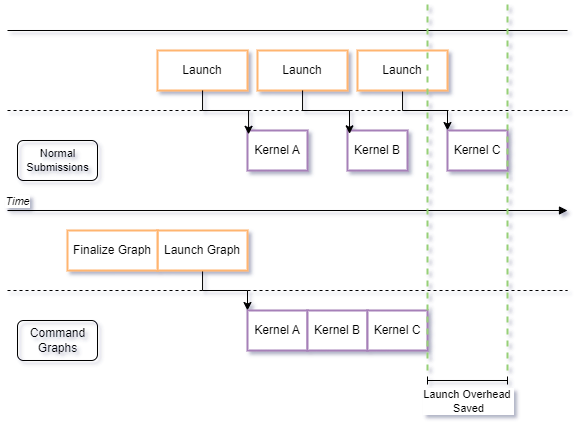 Launch
Launch
Launch
Kernel A
Kernel B
Kernel C
Normal
Submissions
Time
Finalize Graph
Launch Graph
Kernel A
Kernel B
Kernel C
Command
Graphs
Launch Overhead
Saved